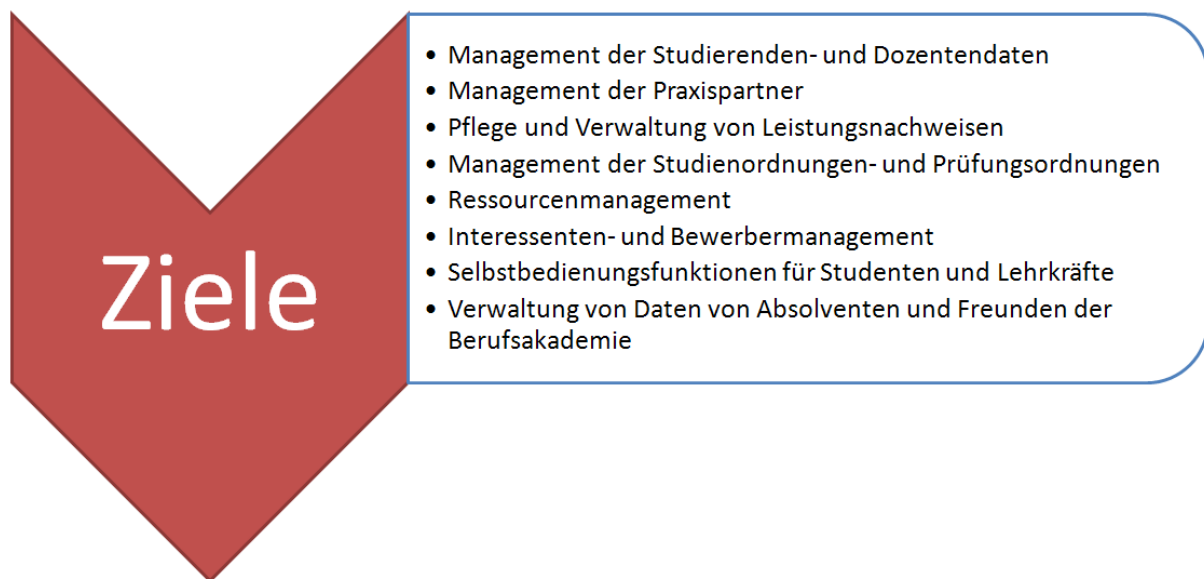 Ziele
• Management der Studierenden- und Dozentendaten
• Management der Praxispartner
• Pflege und Verwaltung von Leistungsnachweisen
• Management der Studienordnungen- und Prüfungsordnungen
• Ressourcenmanagement
• Interessenten- und Bewerbermanagement
• Selbstbedienungsfunktionen für Studenten und Lehrkräfte
• Verwaltung von Daten von Absolventen und Freunden der
Berufsakademie